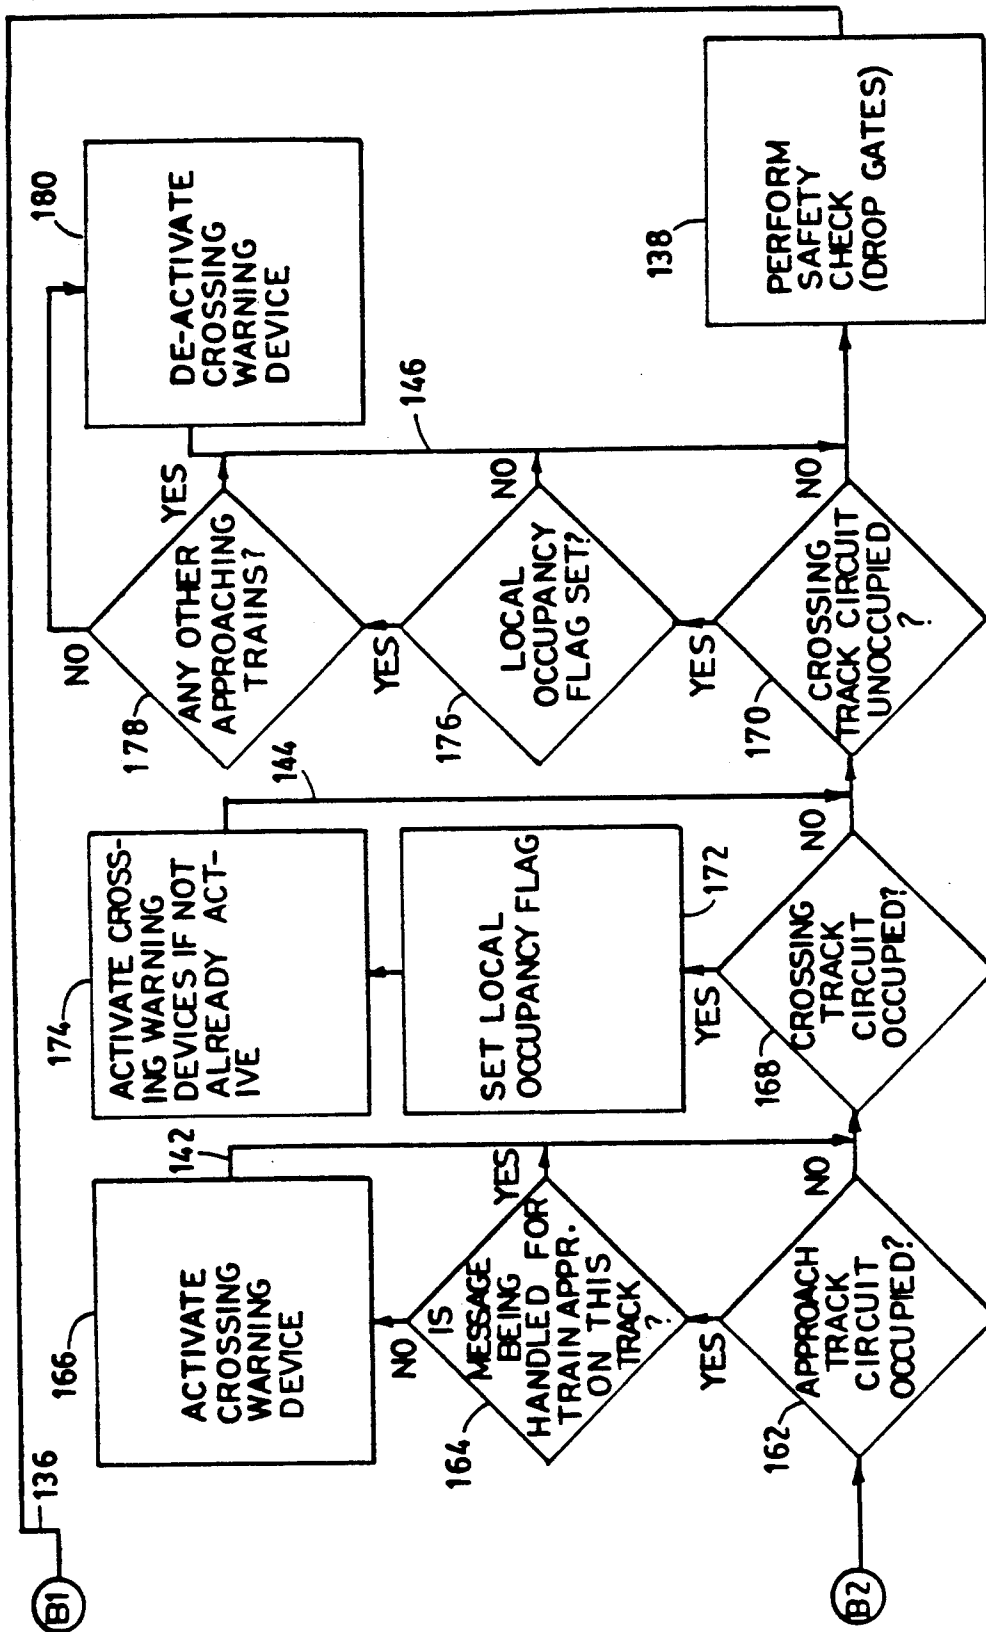 B1
136
166
ACTIVATE
CROSSING
WARNING
DEVICE
142
174
ACTIVATE CROSS-
ING WARNING
DEVICES IF NOT
ALREADY ACT-
IVE
144
178
ANY OTHER
APPROACHING
TRAINS?
NO
YES
180
DE-ACTIVATE
CROSSING
WARNING
DEVICE
164
IS
MESSAGE
BEING
HANDLED FOR
TRAIN APPR.
ON THIS
TRACK
?
NO
YES
SET LOCAL
OCCUPANCY FLAG
172
176
LOCAL
OCCUPANCY
FLAG SET?
YES
NO
146
B2
162
APPROACH
TRACK
CIRCUIT
OCCUPIED?
YES
NO
168
CROSSING
TRACK
CIRCUIT
OCCUPIED?
YES
NO
170
CROSSING
TRACK CIRCUIT
UNOCCUPIED
?
YES
NO
138
PERFORM
SAFETY
CHECK
(DROP GATES)